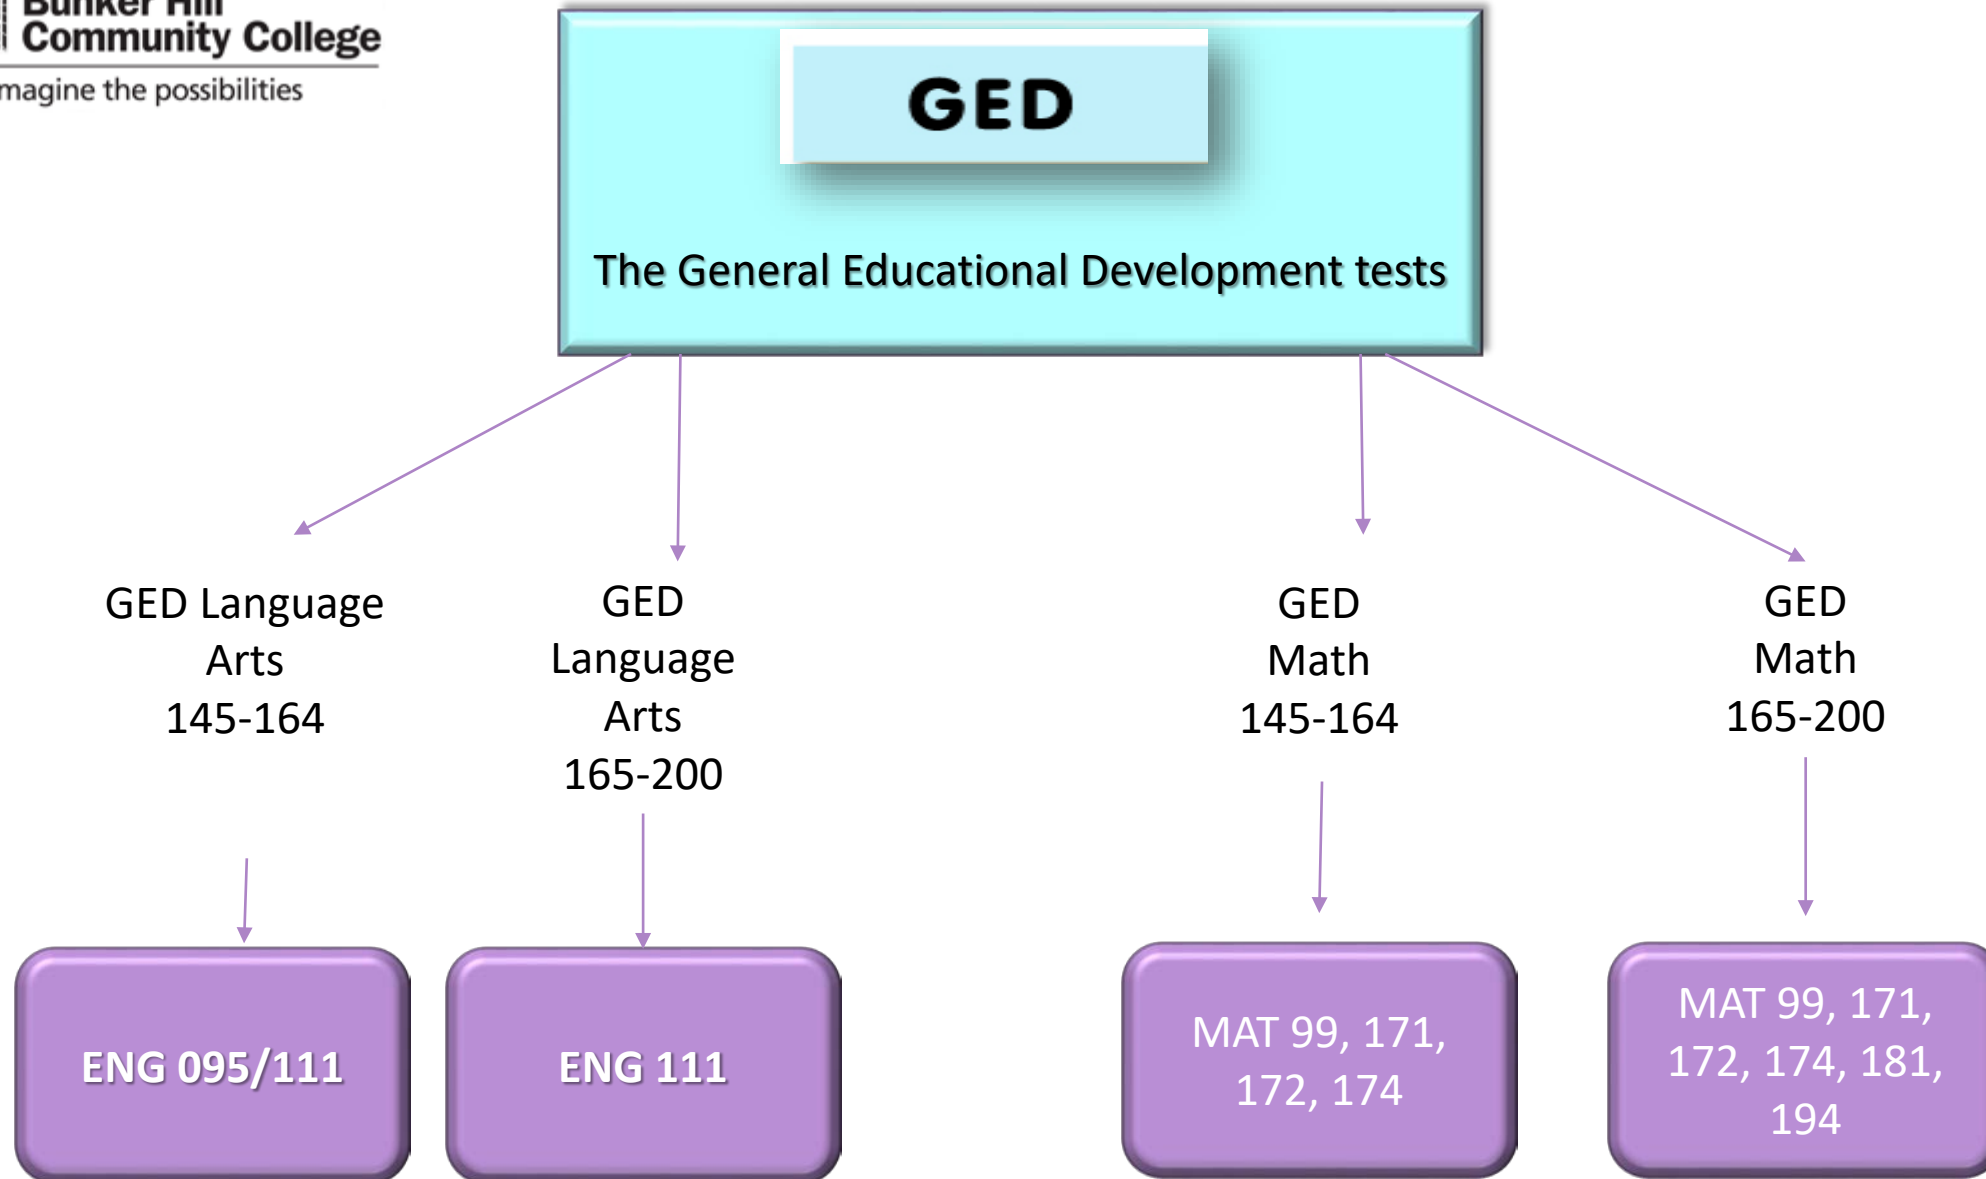 Bunker Hill
Community College
magine the possibilities
GED
The General Educational Development tests
GED Language
Arts
145-164
GED
Language
Arts
165-200
GED
Math
145-164
GED
Math
165-200
ENG 095/111
ENG 111
MAT 99, 171,
172, 174
MAT 99, 171,
172, 174, 181,
194